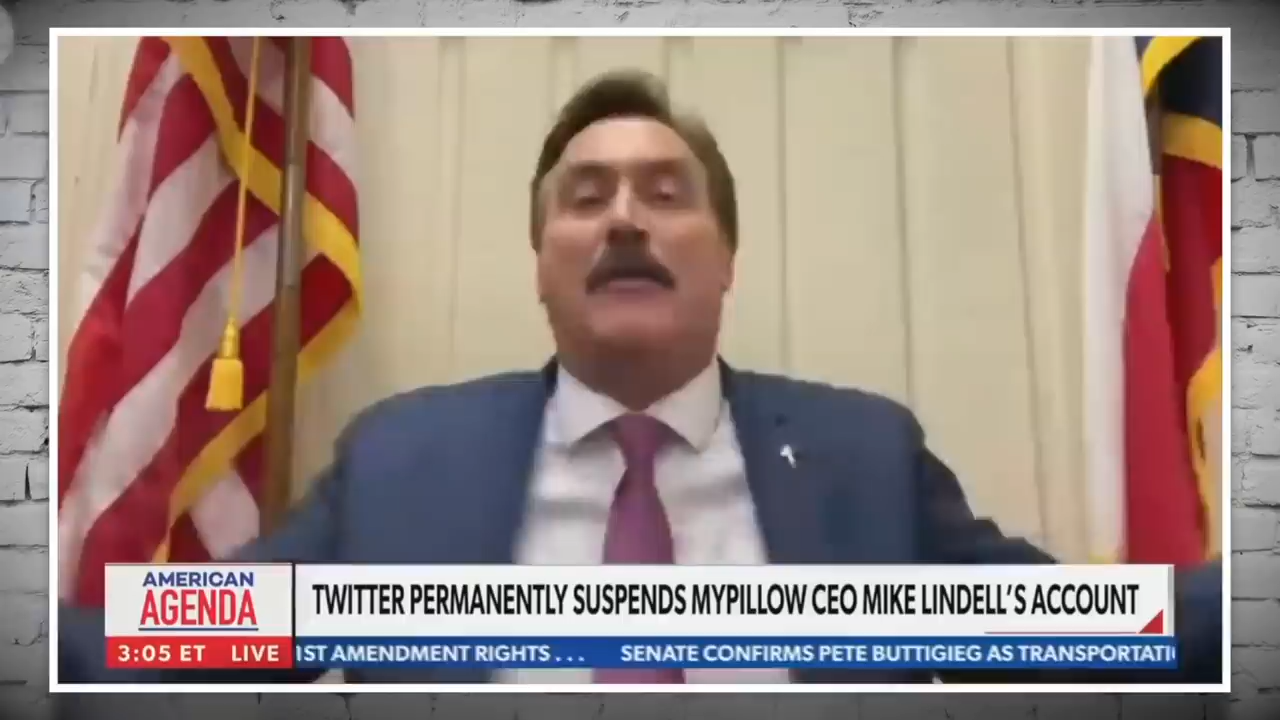 AMERICAN
AGENDA
TWITTER PERMANENTLY SUSPENDS MYPILLOW CEO MIKE LINDELL'S ACCOUNT
3:05 ET LIVE
1ST AMENDMENT RIGHTS... SENATE CONFIRMS PETE BUTTIGIEG AS TRANSPORTATI